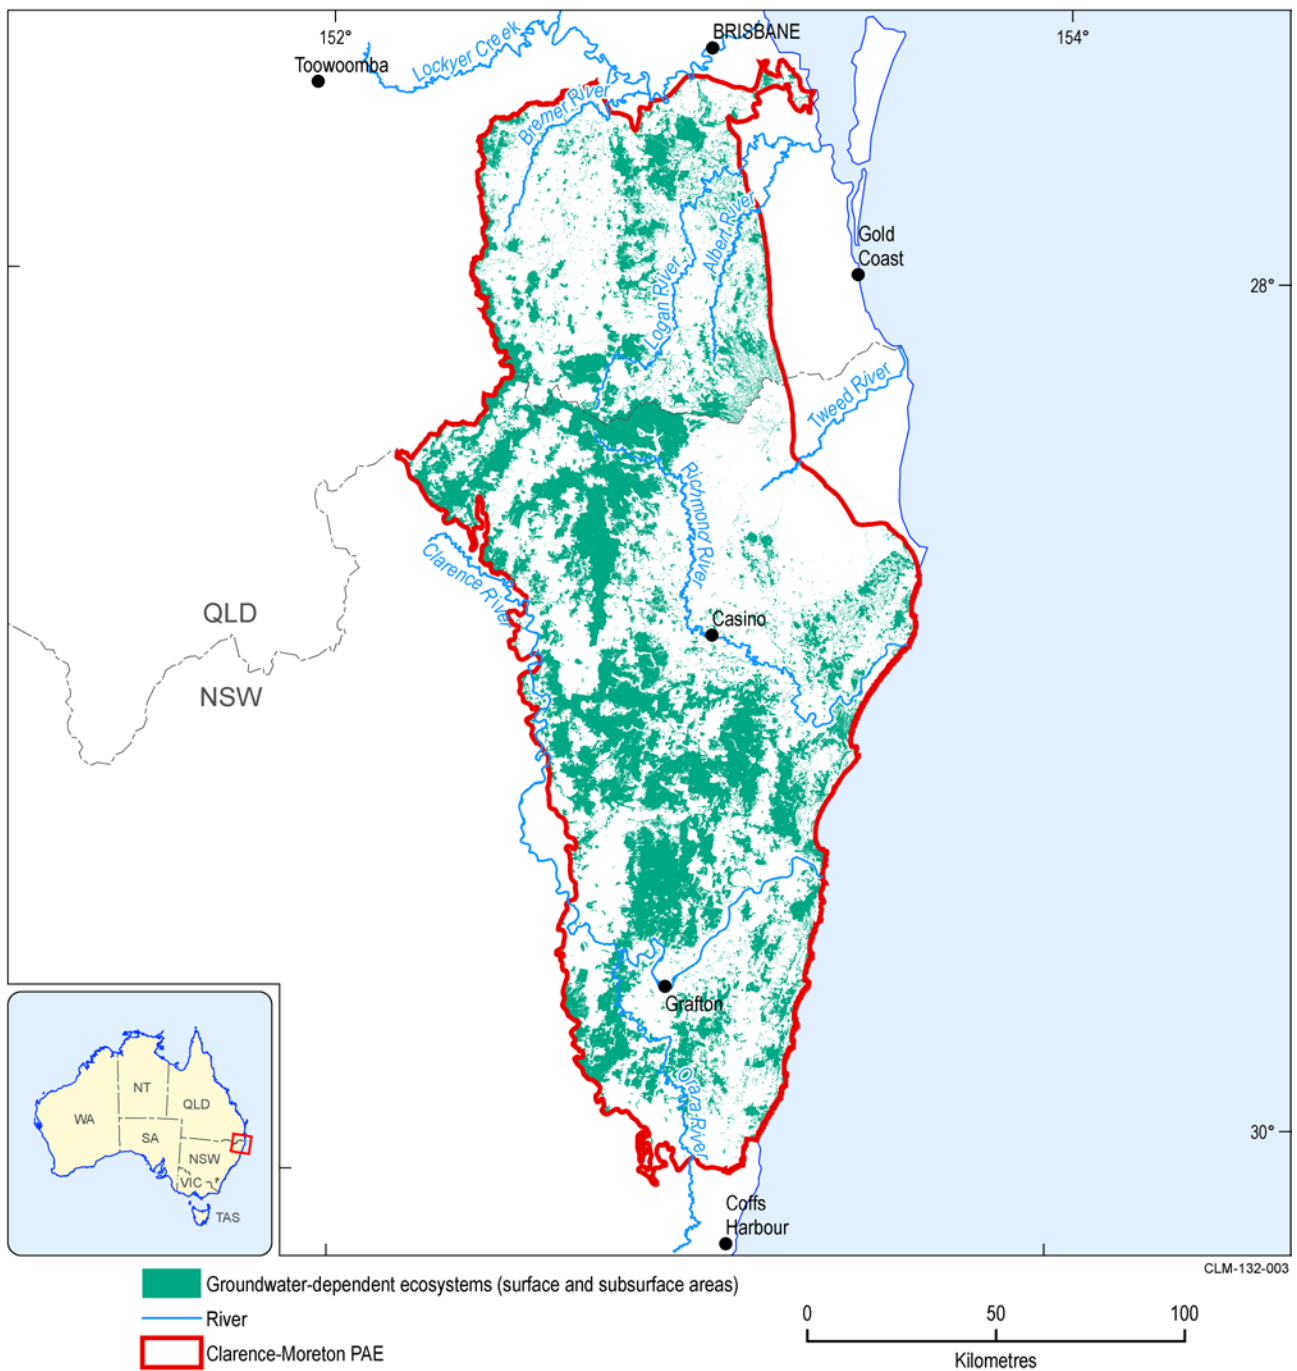 152°
BRISBANE
154°
Toowoomba
Lockyer Creek
Bremer River
Albert River
Gold
Coast
28°
Logan River
Tweed River
Richmond River
Clarence River
QLD
NSW
Casino
Grafton
Orara River
30°
Coffs
Harbour
NT
QLD
WA
SA
NSW
VIC
TAS
CLM-132-003
Groundwater-dependent ecosystems (surface and subsurface areas)
River
Clarence-Moreton PAE
0 50 100
Kilometres